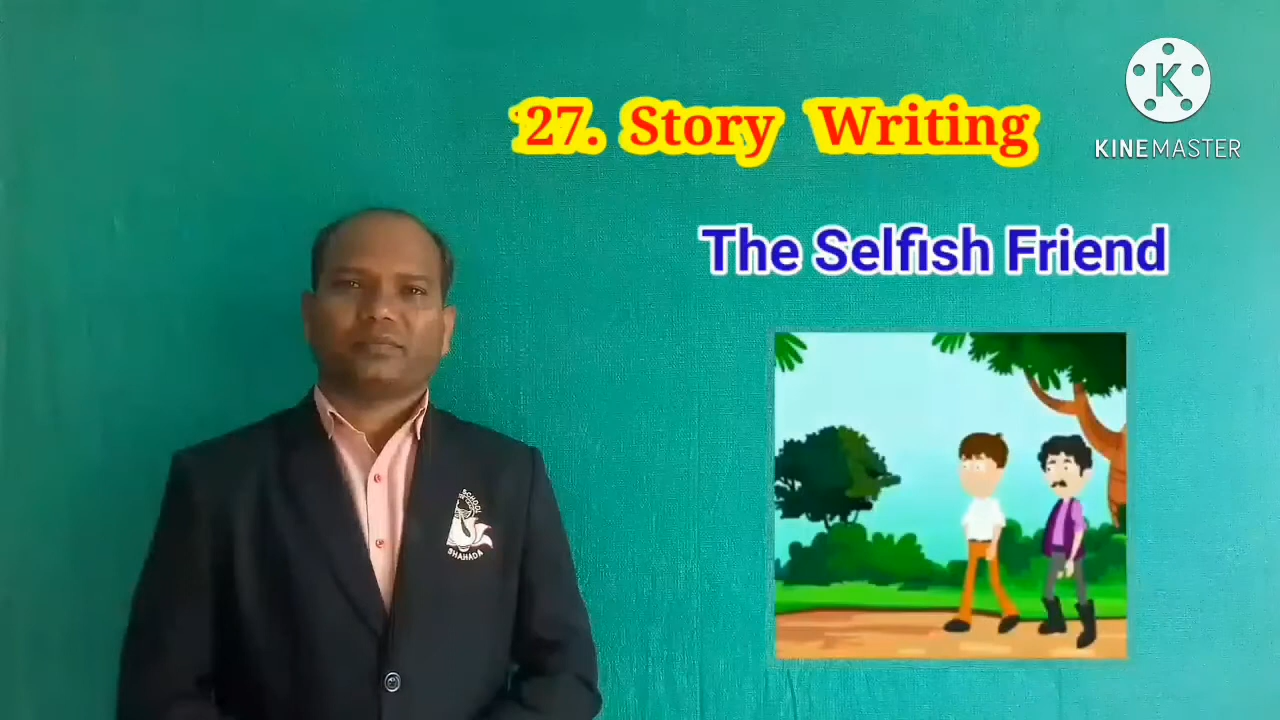 27. Story Writing
K
KINEMASTER
The Selfish Friend
SCHOOL
SHAHADA